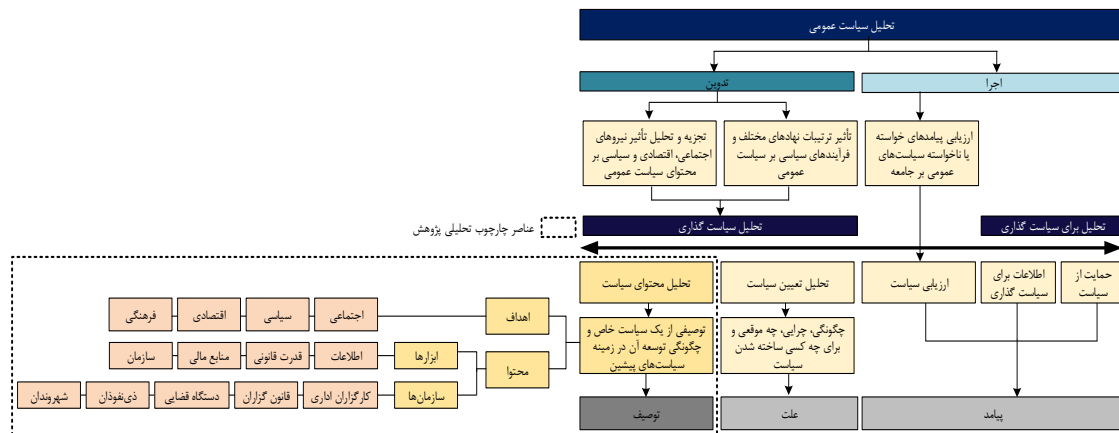 تحلیل سیاست عمومی
اجرا
تدوین
ارزیابی پیامدهای خواسته
یا ناخواسته سیاست‌های
عمومی بر جامعه
تأثیر ترتیبات نهادهای مختلف و
فرآیندهای سیاسی بر سیاست
عمومی
تجزیه و تحلیل تأثیر نیروهای
اجتماعی، اقتصادی و سیاسی بر
محتوای سیاست عمومی
تحلیل برای سیاست گذاری
تحلیل سیاست گذاری
عناصر چارچوب تحلیلی پژوهش
حمایت از
سیاست
اطلاعات برای
سیاست گذاری
ارزیابی سیاست
تحلیل تعیین سیاست
تحلیل محتوای سیاست
چگونگی، چرایی، چه موقعی و
برای چه کسی ساخته شدن
سیاست
توصیفی از یک سیاست خاص و
چگونگی توسعه آن در زمینه
سیاست‌های پیشین
پیامد
علت
توصیف
اهداف
اجتماعی
سیاسی
اقتصادی
فرهنگی
محتوا
ابزارها
اطلاعات
قدرت قانونی
منابع مالی
سازمان
سازمان‌ها
کارگزاران اداری
قانون گزاران
دستگاه قضایی
ذی‌نفوذان
شهروندان